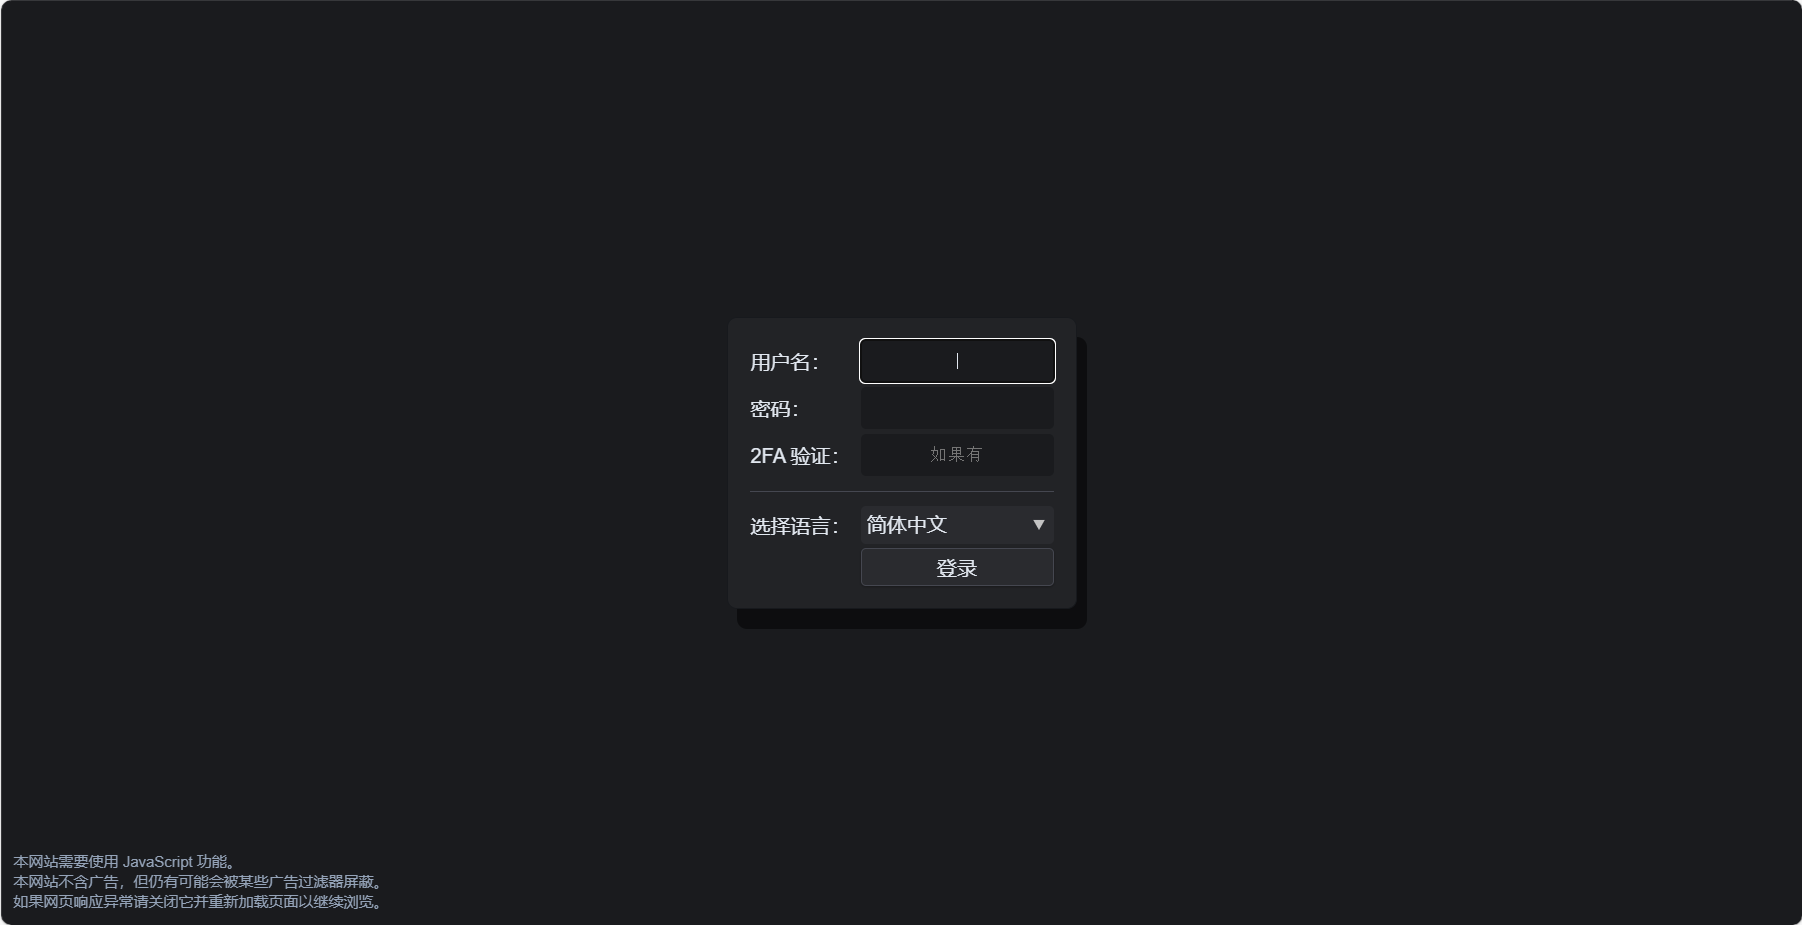 用户名：
密码：
2FA 验证： 如果有
选择语言： 简体中文 ▼
登录
本网站需要使用 JavaScript 功能。
本网站不含广告，但仍有可能会被某些广告过滤器屏蔽。
如果网页响应异常请关闭它并重新加载页面以继续浏览。